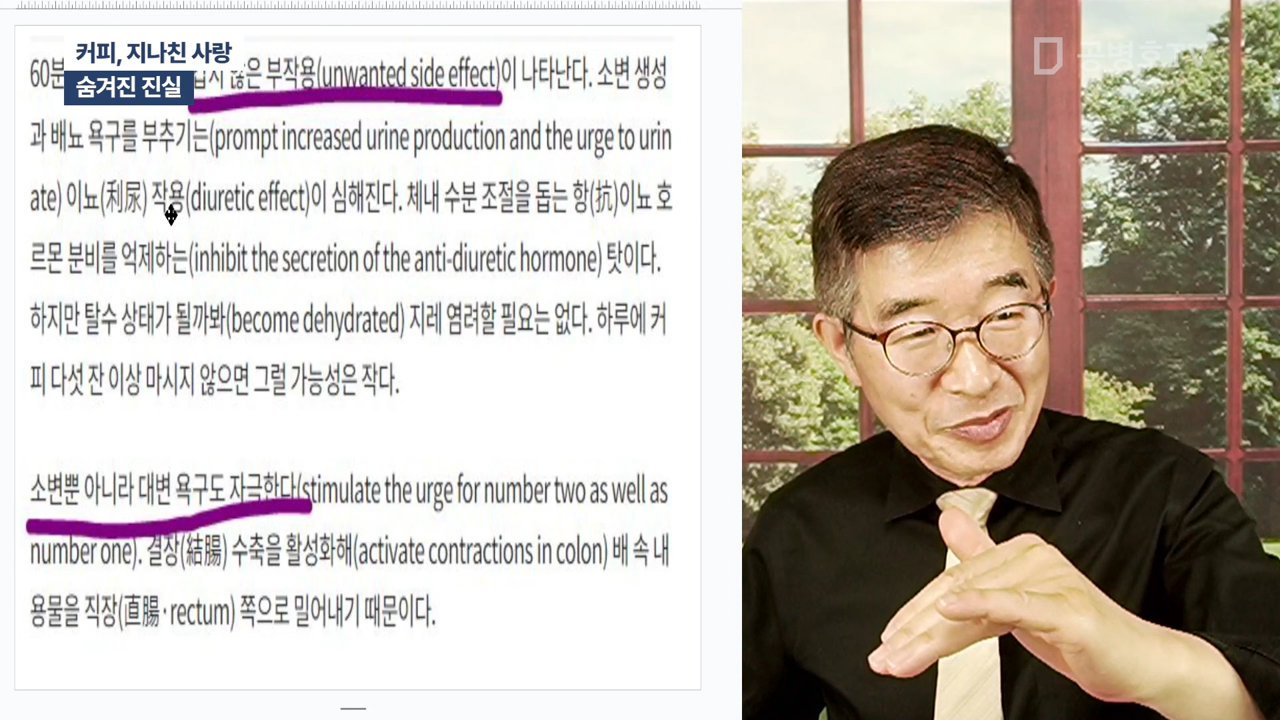 커피, 지나친 사랑
숨겨진 진실
60분
않은 부작용(unwanted side effect)이 나타난다. 소변 생성
과 배뇨 욕구를 부추기는(prompt increased urine production and the urge to urin
ate) 이뇨(利尿) 작용(diuretic effect)이 심해진다. 체내 수분 조절을 돕는 항(抗)이뇨 호
르몬 분비를 억제하는(inhibit the secretion of the anti-diuretic hormone) 탓이다.
하지만 탈수 상태가 될까봐(become dehydrated) 지레 염려할 필요는 없다. 하루에 커
피 다섯 잔 이상 마시지 않으면 그럴 가능성은 작다.
소변뿐 아니라 대변 욕구도 자극한다(stimulate the urge for number two as well as
number one). 결장(結腸) 수축을 활성화해(activate contractions in colon) 배 속 내
용물을 직장(直腸·rectum) 쪽으로 밀어내기 때문이다.